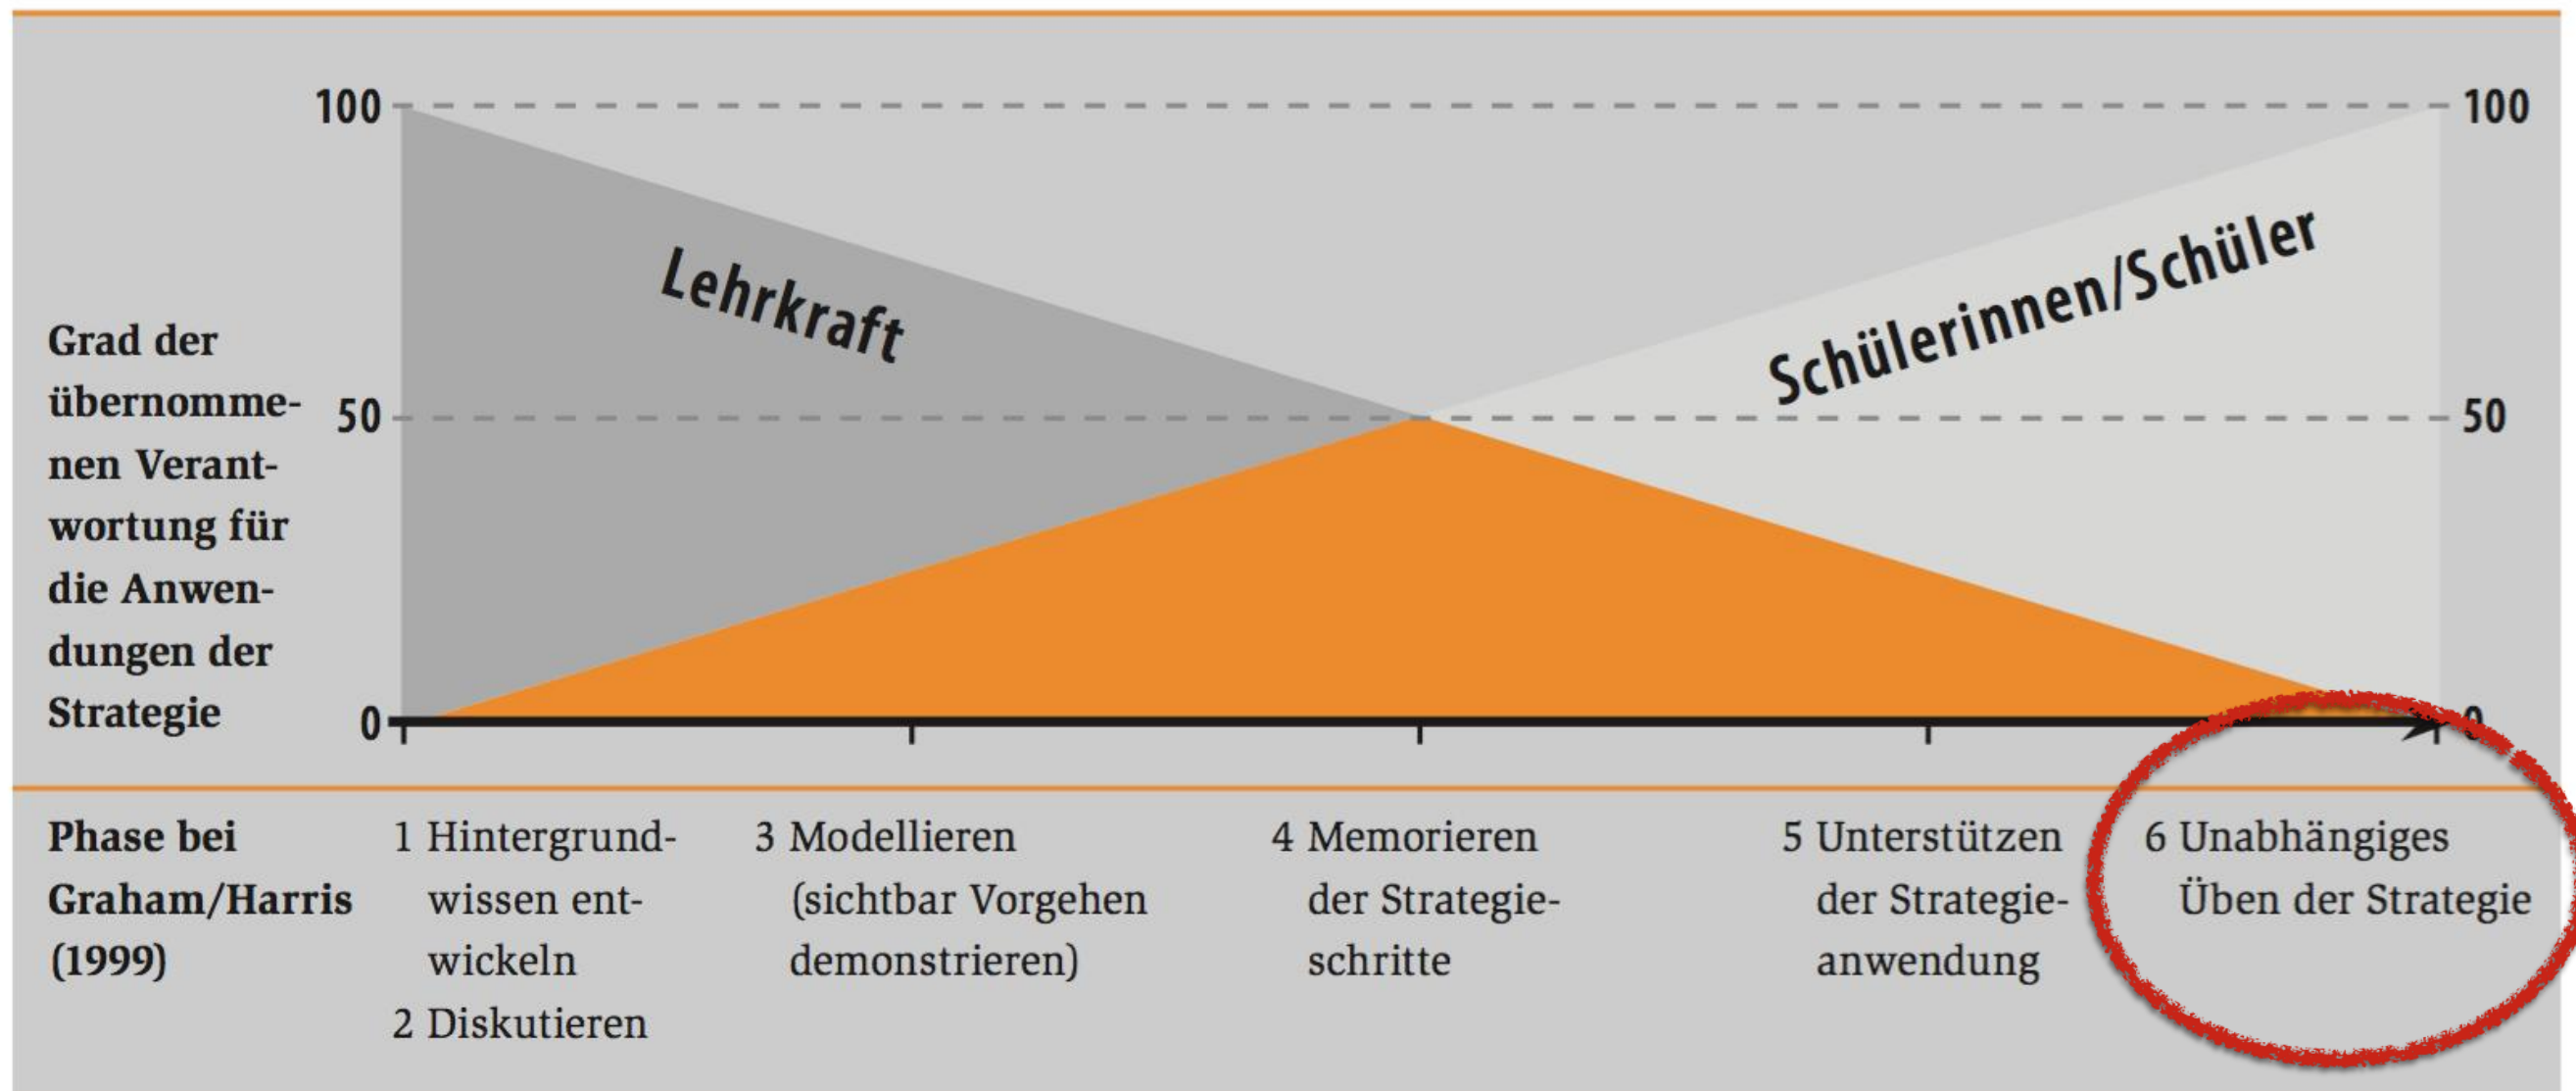 100
100
Lehrkraft
Schülerinnen/Schüler
Grad der
übernomme-
nen Verant-
wortung für
die Anwen-
dungen der
Strategie
50
50
0
0
Phase bei
Graham/Harris
(1999)
1 Hintergrund-
wissen ent-
wickeln
2 Diskutieren
3 Modellieren
(sichtbar Vorgehen
demonstrieren)
4 Memorieren
der Strategie-
schritte
5 Unterstützen
der Strategie-
anwendung
6 Unabhängiges
Üben der Strategie